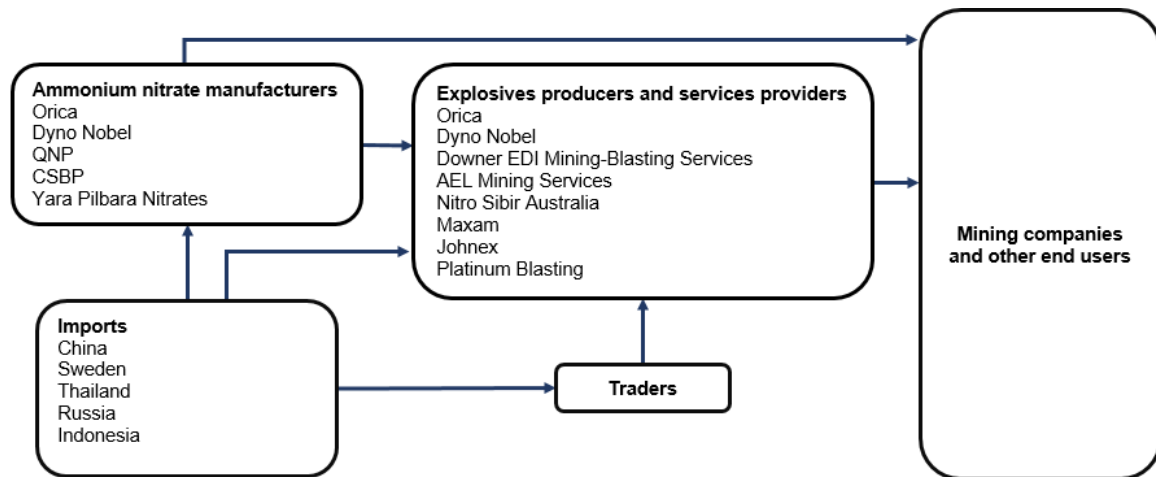 Ammonium nitrate manufacturers
Orica
Dyno Nobel
QNP
CSBP
Yara Pilbara Nitrates
Explosives producers and services providers
Orica
Dyno Nobel
Downer EDI Mining-Blasting Services
AEL Mining Services
Nitro Sibir Australia
Maxam
Johnex
Platinum Blasting
Mining companies
and other end users
Imports
China
Sweden
Thailand
Russia
Indonesia
Traders